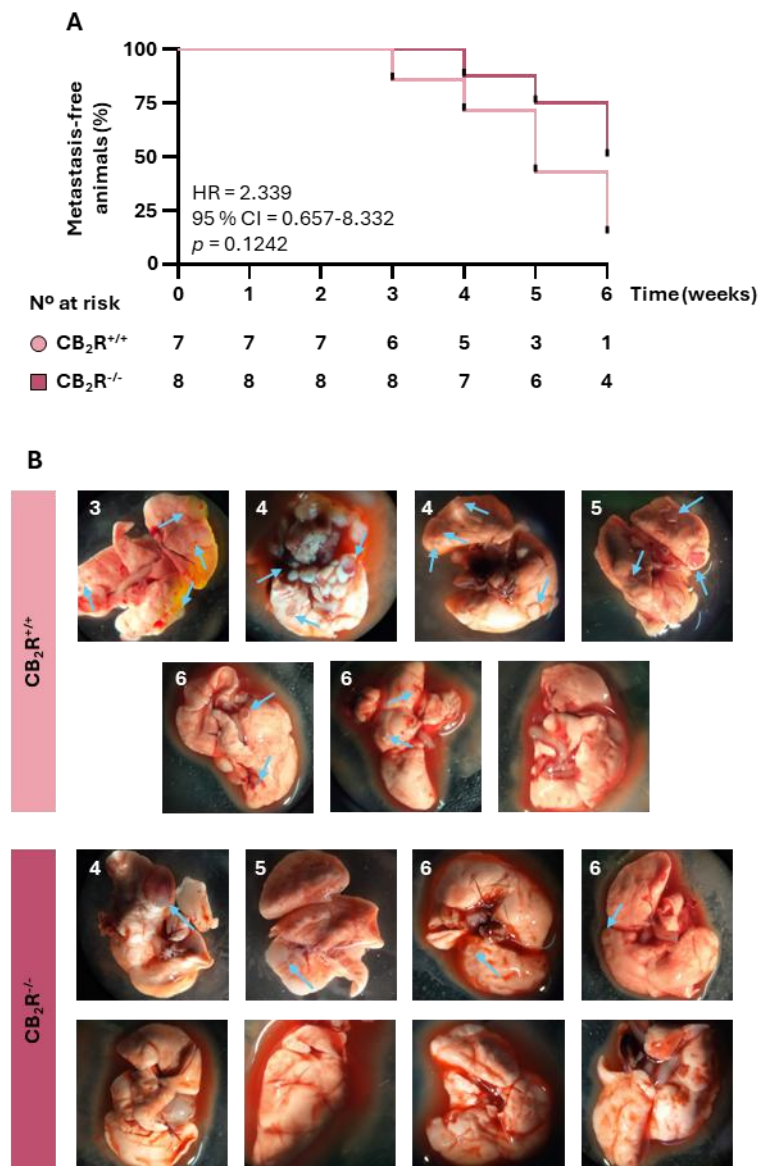 A
100
75
50
25
0
Metastasis-free
animals (%)
HR = 2.339
95 % CI = 0.657-8.332
p = 0.1242
0 1 2 3 4 5 6 Time (weeks)
Nº at risk
CB₂R⁺/⁺ 7 7 7 6 5 3 1
CB₂R⁻/⁻ 8 8 8 8 7 6 4
B
CB₂R⁺/⁺
3 4 4 5
6 6
CB₂R⁻/⁻
4 5 6 6